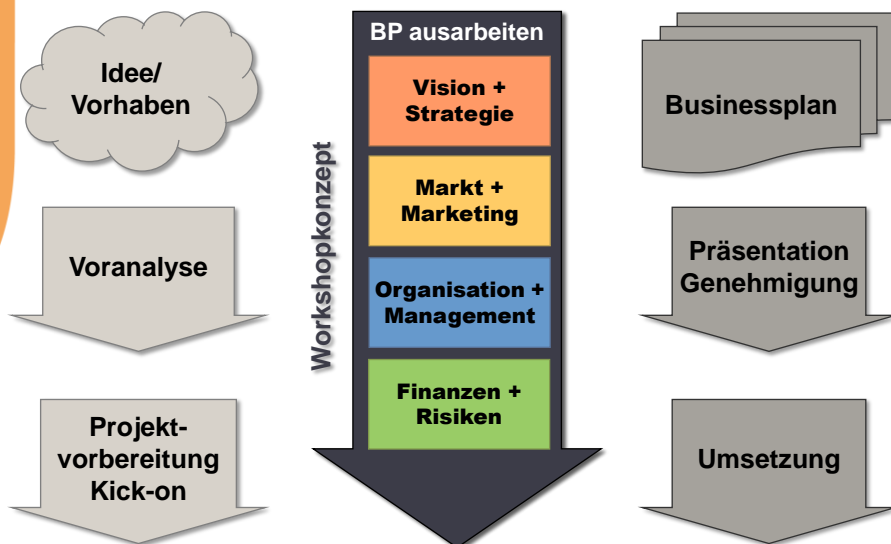 Idee/
Vorhaben
Voranalyse
Projekt-
vorbereitung
Kick-on
Workshopkonzept
BP ausarbeiten
Vision +
Strategie
Markt +
Marketing
Organisation +
Management
Finanzen +
Risiken
Businessplan
Präsentation
Genehmigung
Umsetzung